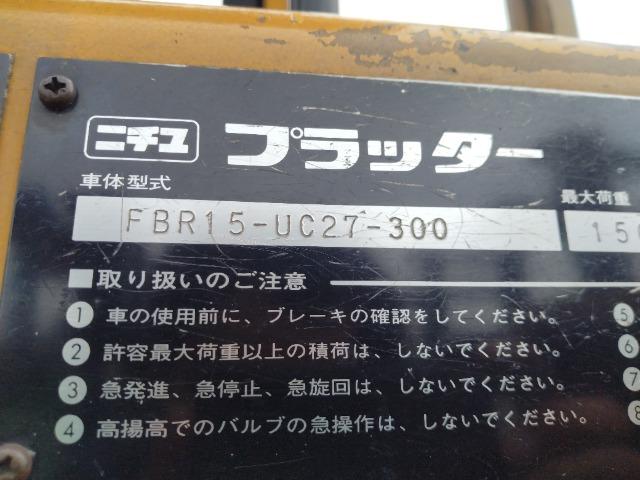 ニチユ プラッター
車体型式 最大荷重
FBR15-UC27-300 150
■取り扱いのご注意
① 車の使用前に、ブレーキの確認をしてください。 ⑤
② 許容最大荷重以上の積荷は、しないでください。 ⑥
③ 急発進、急停止、急旋回は、しないでください。 ⑦
④ 高揚高でのバルブの急操作は、しないでください。 ⑧